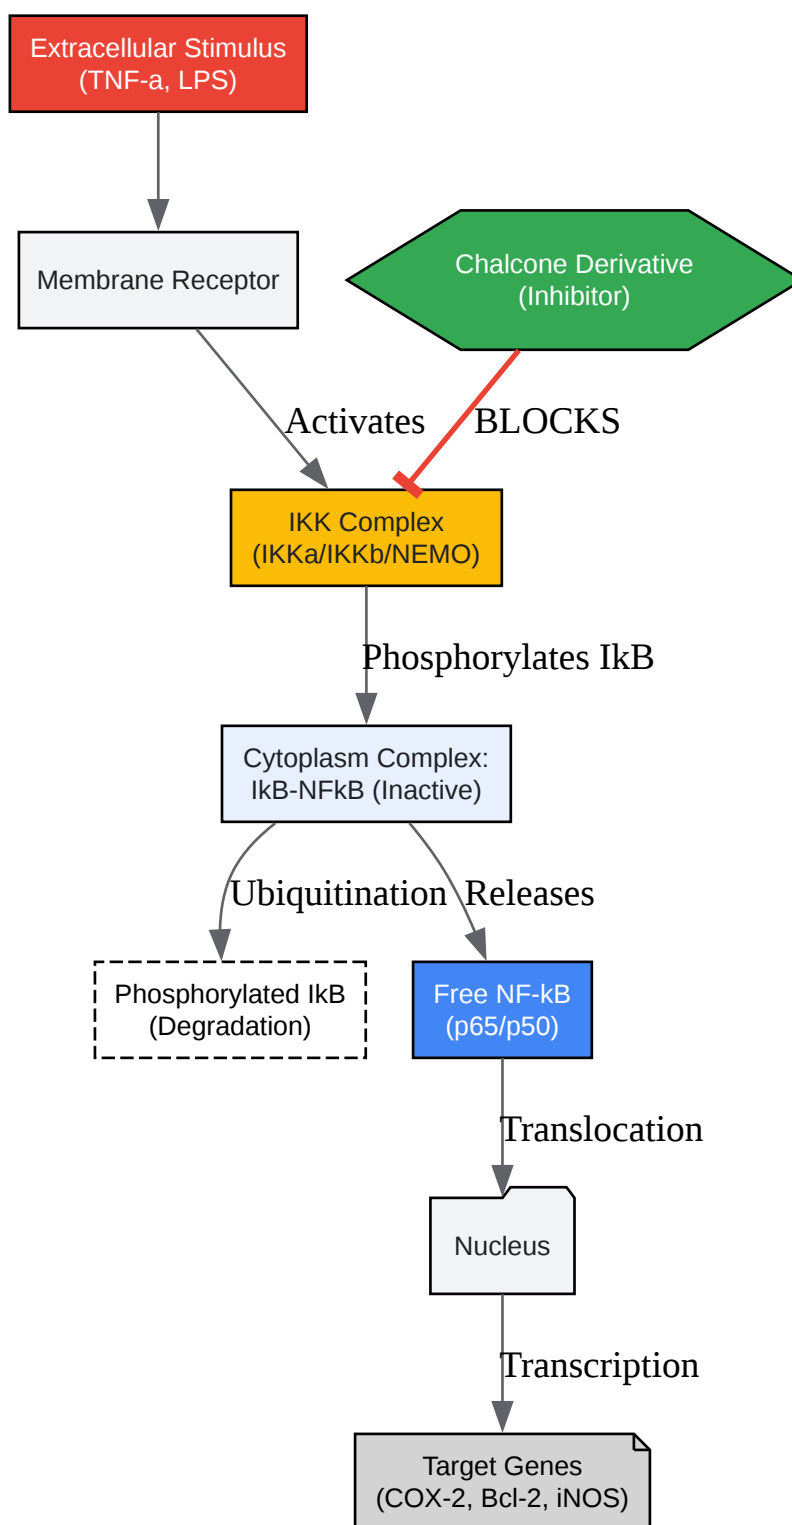 Extracellular Stimulus
(TNF-a, LPS)
Membrane Receptor
Chalcone Derivative
(Inhibitor)
Activates
BLOCKS
IKK Complex
(IKKa/IKKb/NEMO)
Phosphorylates IkB
Cytoplasm Complex:
IkB-NFkB (Inactive)
Ubiquitination
Releases
Phosphorylated IkB
(Degradation)
Free NF-kB
(p65/p50)
Translocation
Nucleus
Transcription
Target Genes
(COX-2, Bcl-2, iNOS)